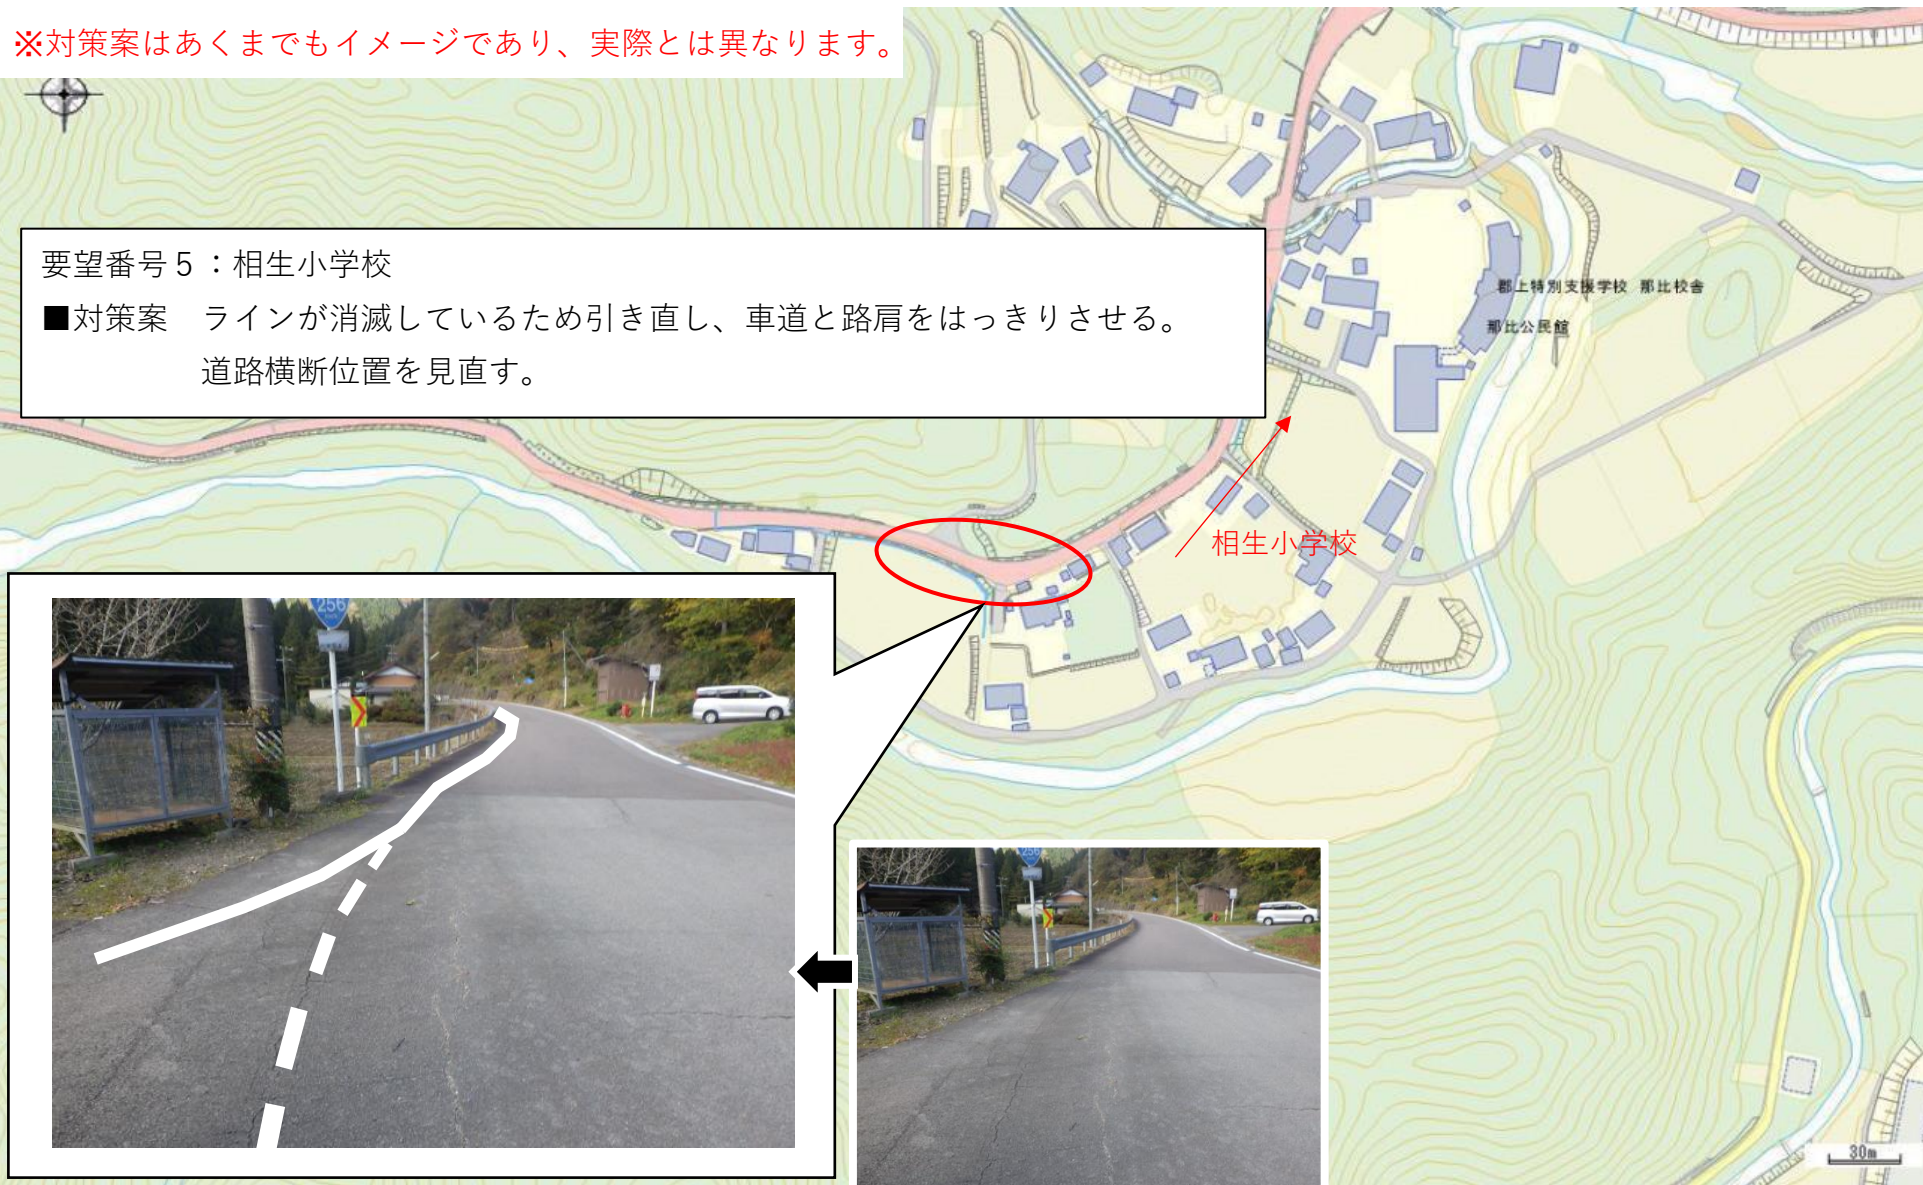 ※対策案はあくまでもイメージであり、実際とは異なります。
要望番号5：相生小学校
■対策案　ラインが消滅しているため引き直し、車道と路肩をはっきりさせる。
道路横断位置を見直す。
郡上特別支援学校 那比校舎
那比公民館
相生小学校
256
256
30m